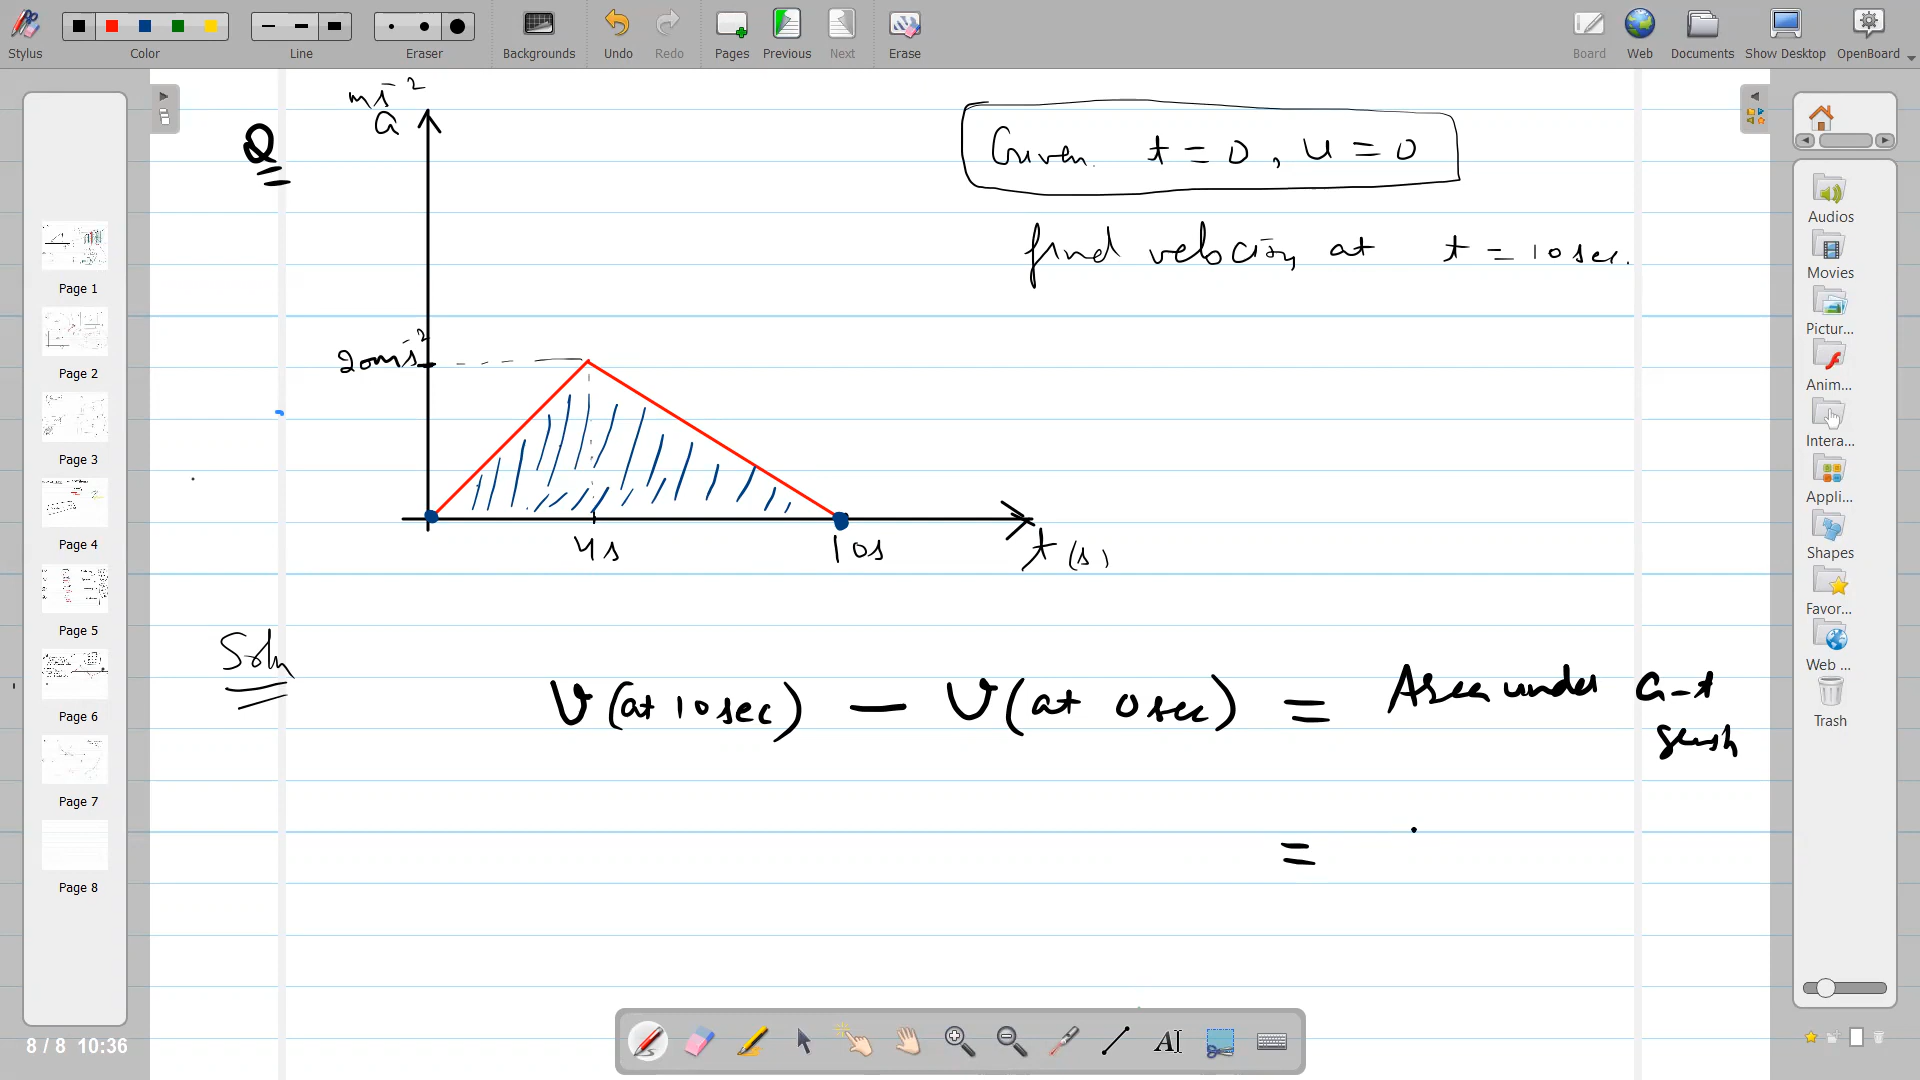 Stylus
Color
Line
Eraser
Backgrounds
Undo
Redo
Pages
Previous
Next
Erase
Board
Web
Documents
Show Desktop
OpenBoard
Page 1
Page 2
Page 3
Page 4
Page 5
Page 6
Page 7
Page 8
8 / 8 10:36
Q
ms⁻²
a
Given. t = 0 , u = 0
find velocity at t = 10 sec.
20ms⁻²
4s
10s
t (s)
Soln
V (at 10 sec) — V (at 0 sec) = Area under a-t
=
Audios
Movies
Pictur...
Anim...
Intera...
Appli...
Shapes
Favor...
Web ...
Trash